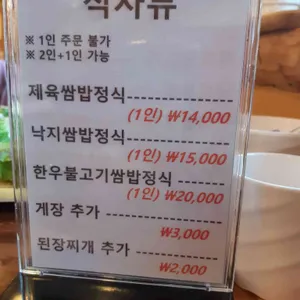 식사류
※ 1인 주문 불가
※ 2인+1인 가능
제육쌈밥정식
(1인) ₩14,000
낙지쌈밥정식
(1인) ₩15,000
한우불고기쌈밥정식
(1인) ₩20,000
게장 추가
₩3,000
된장찌개 추가
₩2,000